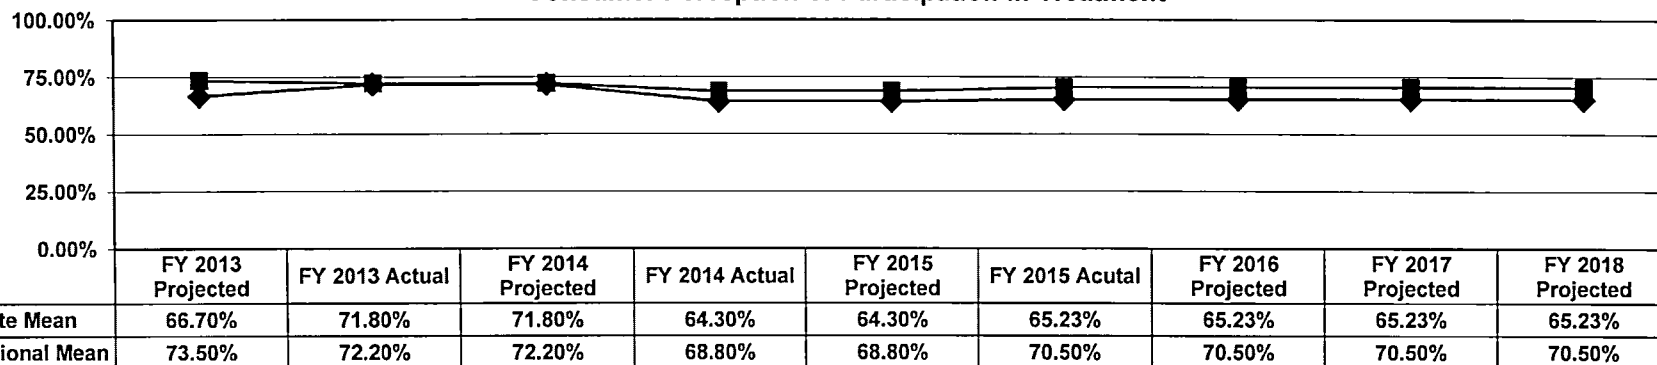 100.00%
75.00%
50.00%
25.00%
0.00%
FY 2013 Projected FY 2013 Actual FY 2014 Projected FY 2014 Actual FY 2015 Projected FY 2015 Acutal FY 2016 Projected FY 2017 Projected FY 2018 Projected
Mean 66.70% 71.80% 71.80% 64.30% 64.30% 65.23% 65.23% 65.23% 65.23%
Mean 73.50% 72.20% 72.20% 68.80% 68.80% 70.50% 70.50% 70.50% 70.50%